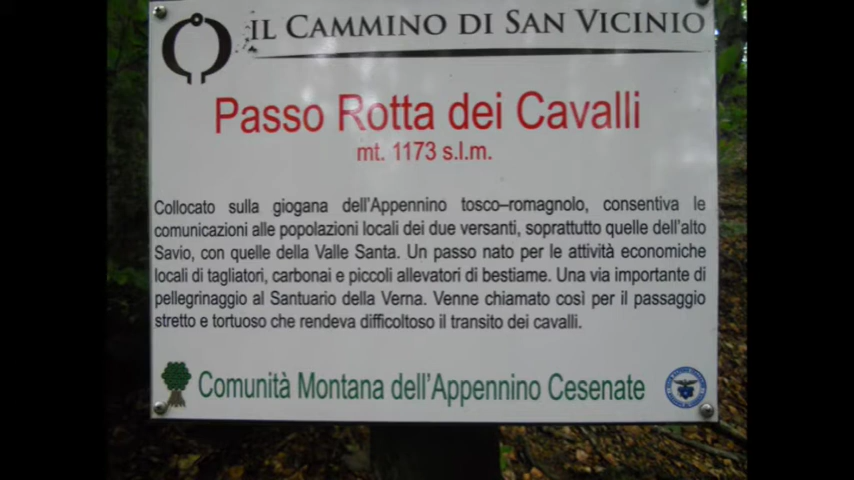 IL CAMMINO DI SAN VICINIO
Passo Rotta dei Cavalli
mt. 1173 s.l.m.
Collocato sulla giogana dell'Appennino tosco–romagnolo, consentiva le
comunicazioni alle popolazioni locali dei due versanti, soprattutto quelle dell'alto
Savio, con quelle della Valle Santa. Un passo nato per le attività economiche
locali di tagliatori, carbonai e piccoli allevatori di bestiame. Una via importante di
pellegrinaggio al Santuario della Verna. Venne chiamato così per il passaggio
stretto e tortuoso che rendeva difficoltoso il transito dei cavalli.
Comunità Montana dell'Appennino Cesenate